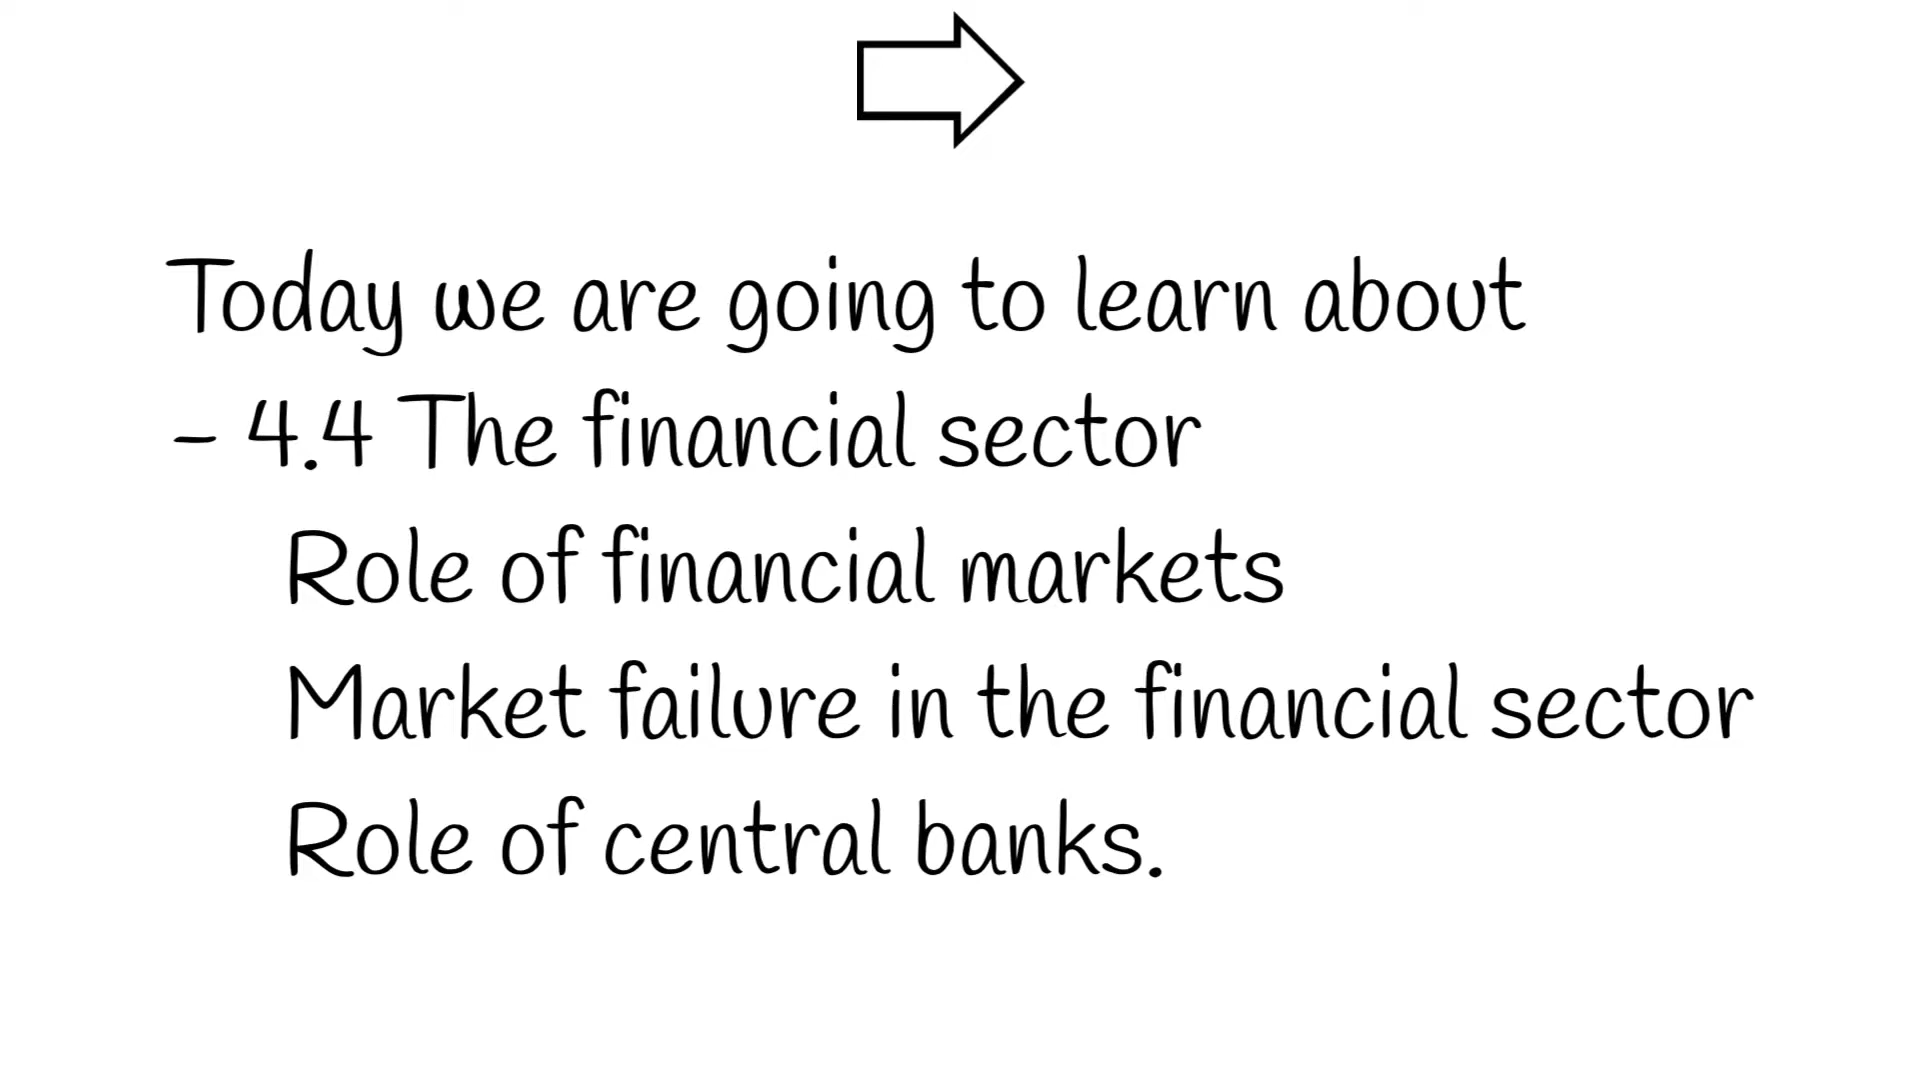 Today we are going to learn about
- 4.4 The financial sector
Role of financial markets
Market failure in the financial sector
Role of central banks.